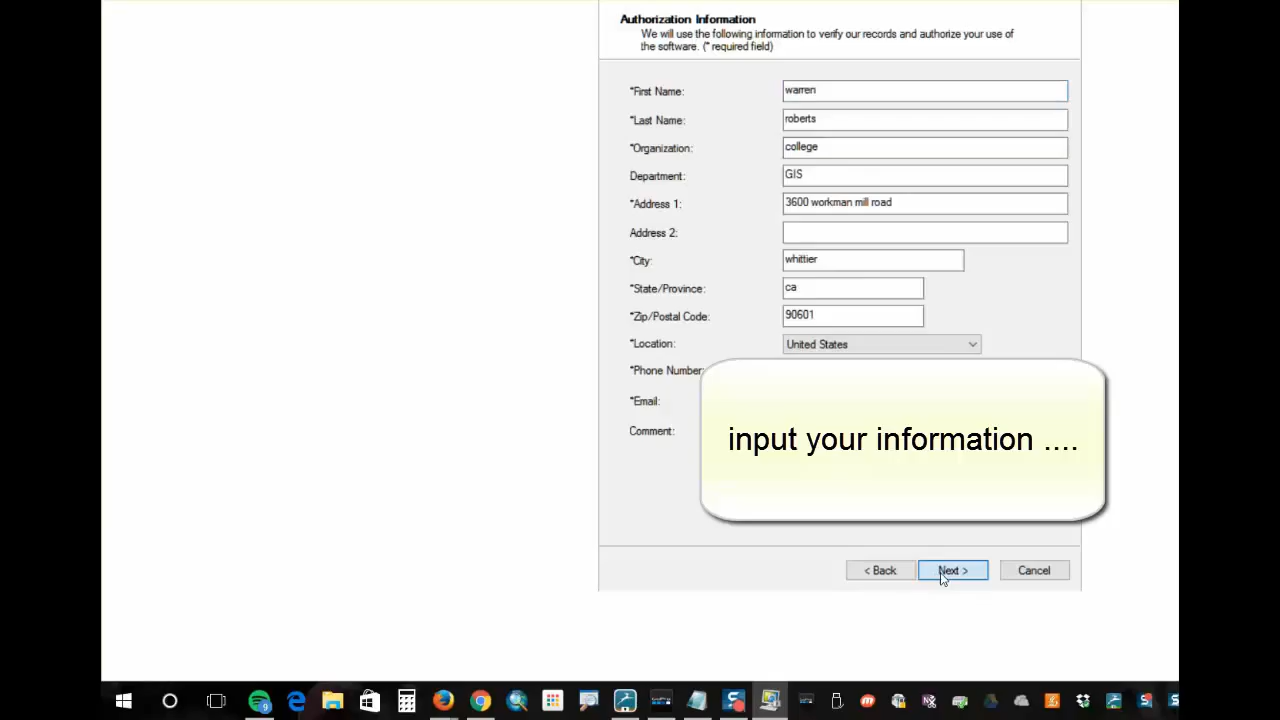 Authorization Information
We will use the following information to verify our records and authorize your use of
the software. (* required field)
*First Name: warren
*Last Name: roberts
*Organization: college
Department: GIS
*Address 1: 3600 workman mill road
Address 2:
*City: whittier
*State/Province: ca
*Zip/Postal Code: 90601
*Location: United States
*Phone Number:
*Email:
Comment:
input your information ....
< Back Next > Cancel